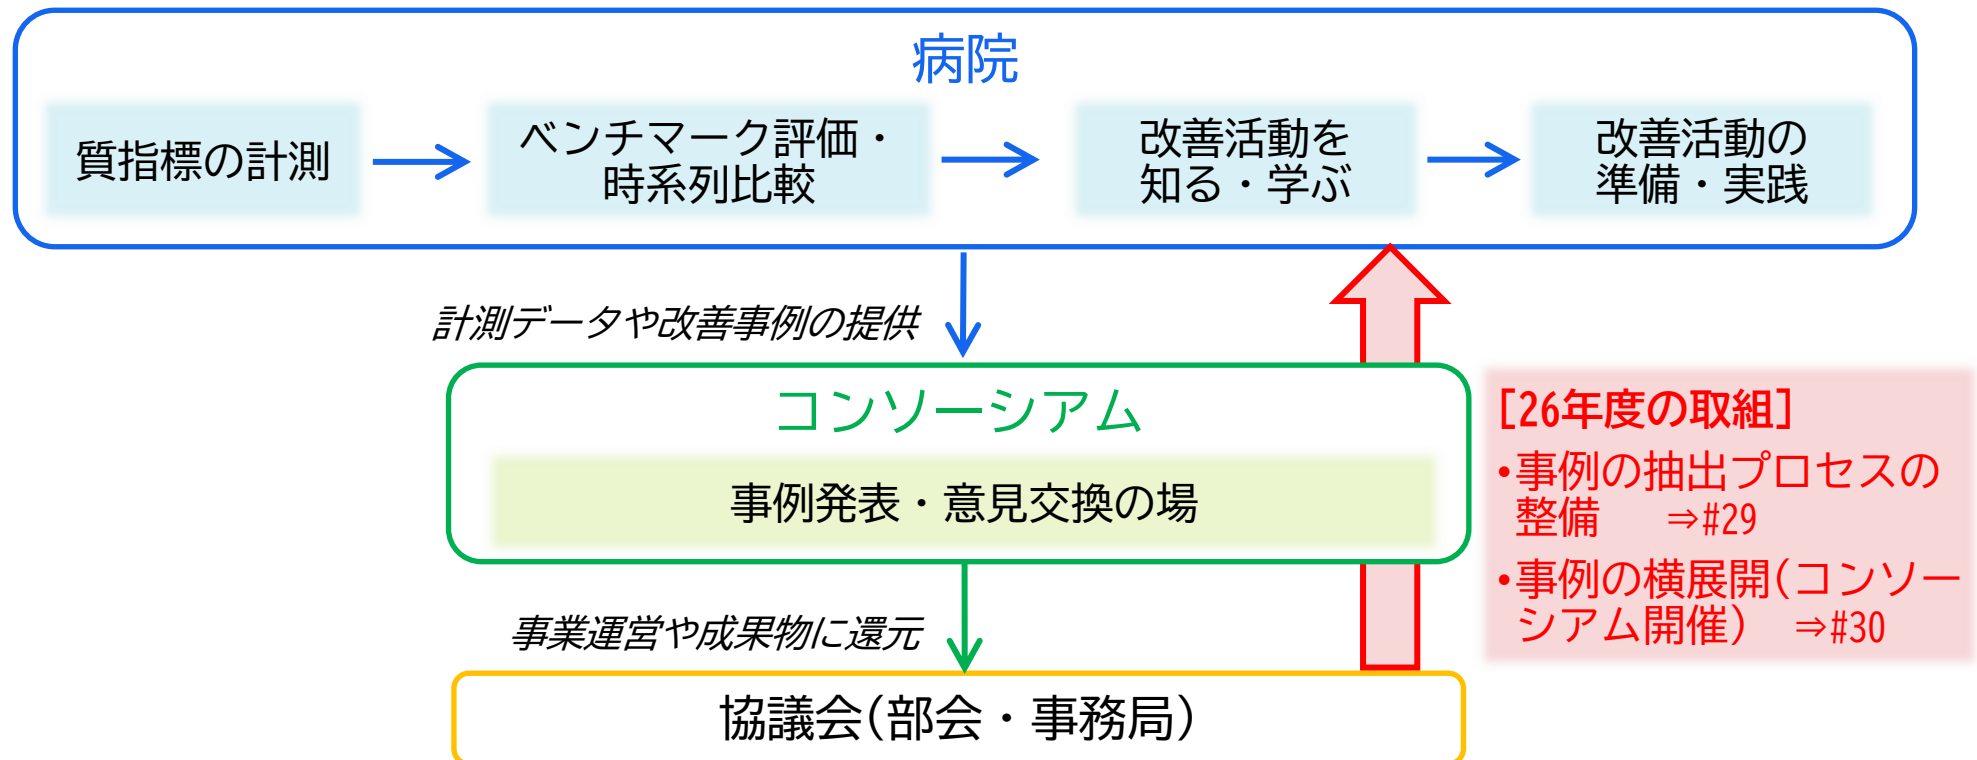 病院
質指標の計測
ベンチマーク評価・
時系列比較
改善活動を
知る・学ぶ
改善活動の
準備・実践
計測データや改善事例の提供
コンソーシアム
事例発表・意見交換の場
[26年度の取組]
・事例の抽出プロセスの
整備 ⇒#29
・事例の横展開(コンソー
シアム開催) ⇒#30
事業運営や成果物に還元
協議会(部会・事務局)